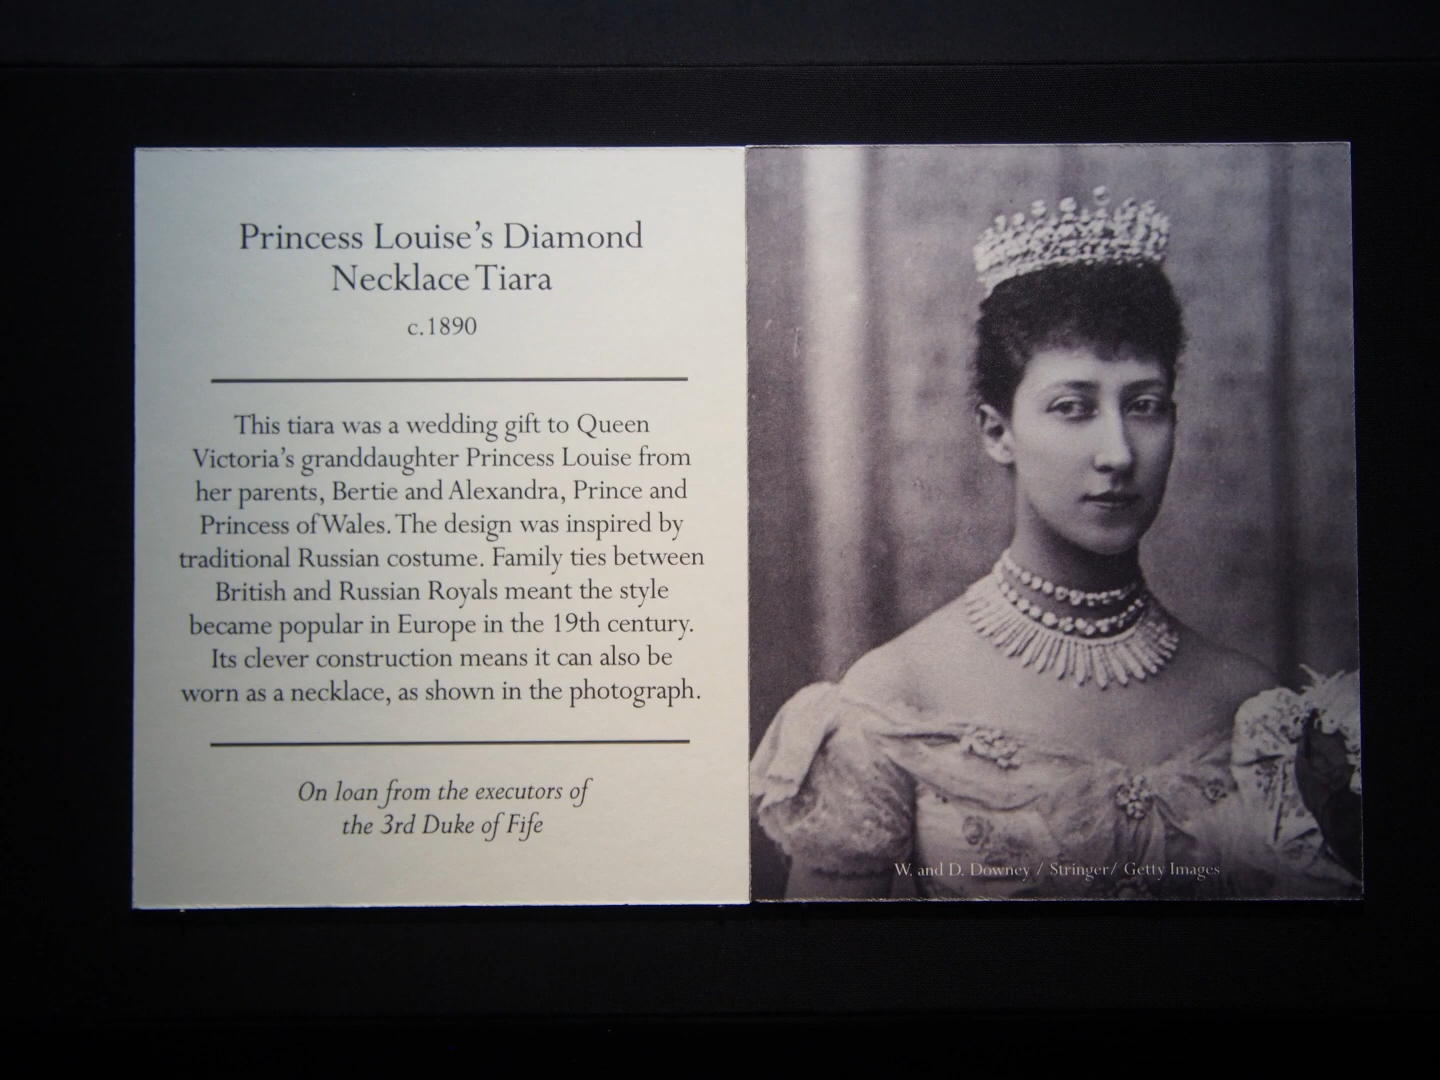 Princess Louise's Diamond
Necklace Tiara
c.1890
This tiara was a wedding gift to Queen
Victoria's granddaughter Princess Louise from
her parents, Bertie and Alexandra, Prince and
Princess of Wales. The design was inspired by
traditional Russian costume. Family ties between
British and Russian Royals meant the style
became popular in Europe in the 19th century.
Its clever construction means it can also be
worn as a necklace, as shown in the photograph.
On loan from the executors of
the 3rd Duke of Fife
W. and D. Downey / Stringer/ Getty Images